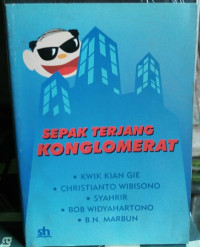 SEPAK TERJANG
KONGLOMERAT
• KWIK KIAN GIE
• CHRISTIANTO WIBISONO
• SYAHRIR
• BOB WIDYAHARTONO
• B.N. MARBUN
sh